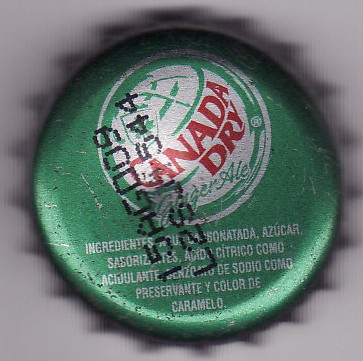 CANADA
DRY®
Ginger Ale
INGREDIENTES: CARBONATADA, AZÚCAR,
SABORIZANTES, ÁCIDO CÍTRICO COMO
ACIDULANTE, BENZOATO DE SODIO COMO
PRESERVANTE Y COLOR DE
CARAMELO.